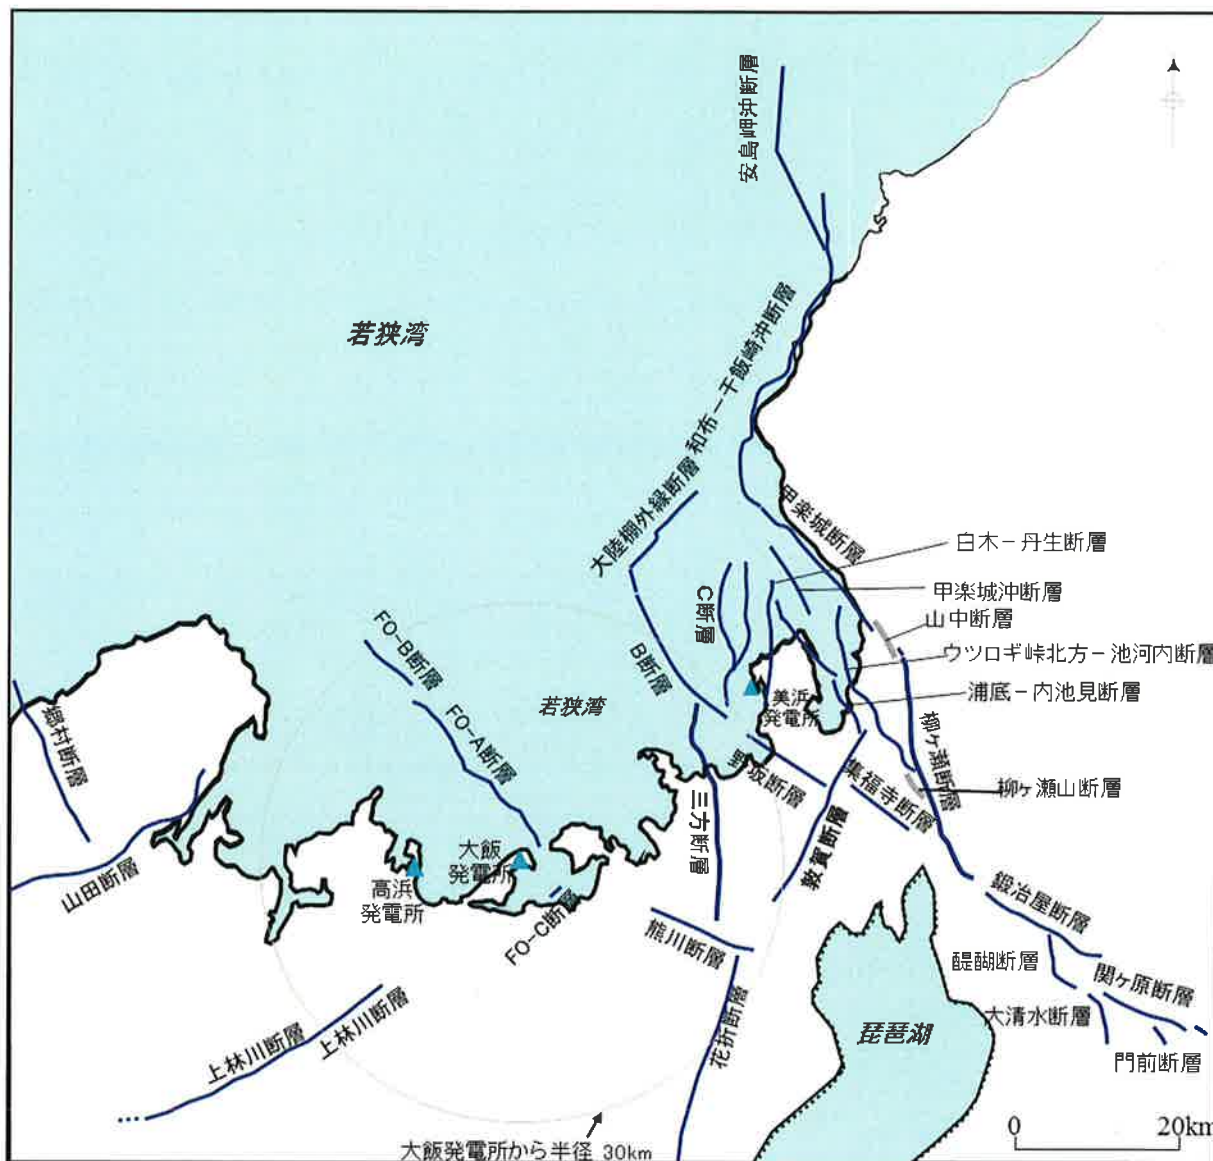 安島岬沖断層
若狭湾
和布－干飯崎沖断層
大陸棚外縁断層
甲楽城断層
白木－丹生断層
甲楽城沖断層
山中断層
ウツロギ峠北方－池河内断層
浦底－内池見断層
C断層
B断層
FO-B断層
FO-A断層
若狭湾
美浜
発電所
郷村断層
野坂断層
集福寺断層
柳ヶ瀬断層
柳ヶ瀬山断層
三方断層
敦賀断層
大飯
発電所
高浜
発電所
山田断層
FO-C断層
熊川断層
鍛冶屋断層
醍醐断層
関ヶ原断層
大清水断層
門前断層
花折断層
琵琶湖
上林川断層
上林川断層
大飯発電所から半径 30km
0
20km